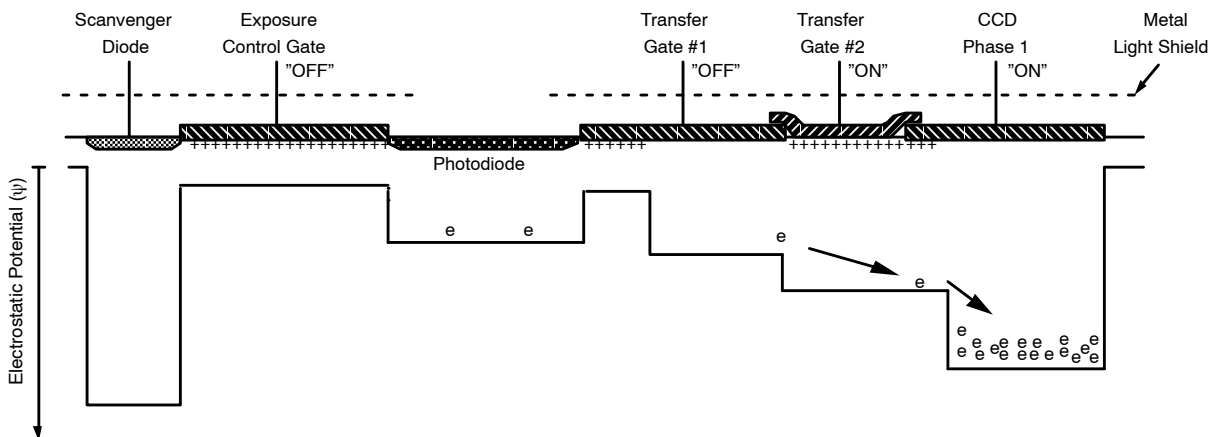 Scanvenger
Diode
Exposure
Control Gate
”OFF”
Transfer
Gate #1
”OFF”
Transfer
Gate #2
”ON”
CCD
Phase 1
”ON”
Metal
Light Shield
+++++++++++++++++++++
Photodiode
++++++
+++++++++++++++
Electrostatic Potential (ψ)
e e
e
e
e e e e e e e e e e e e e e e e